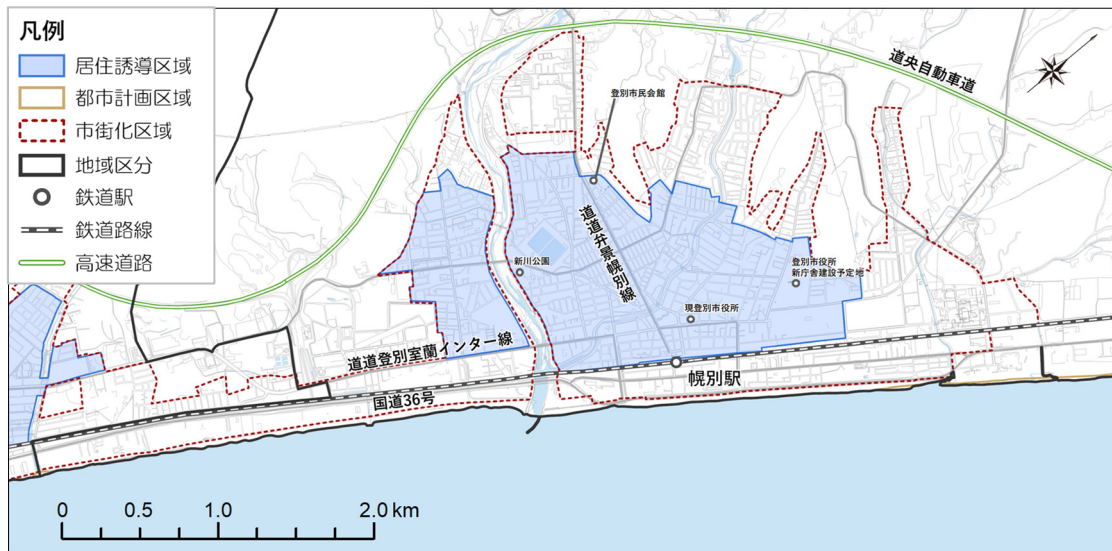 凡例
居住誘導区域
都市計画区域
市街化区域
地域区分
鉄道駅
鉄道路線
高速道路
道央自動車道
登別市民会館
道道弁景幌別線
新川公園
登別市役所
新庁舎建設予定地
現登別市役所
道道登別室蘭インター線
幌別駅
国道36号
0 0.5 1.0 2.0 km